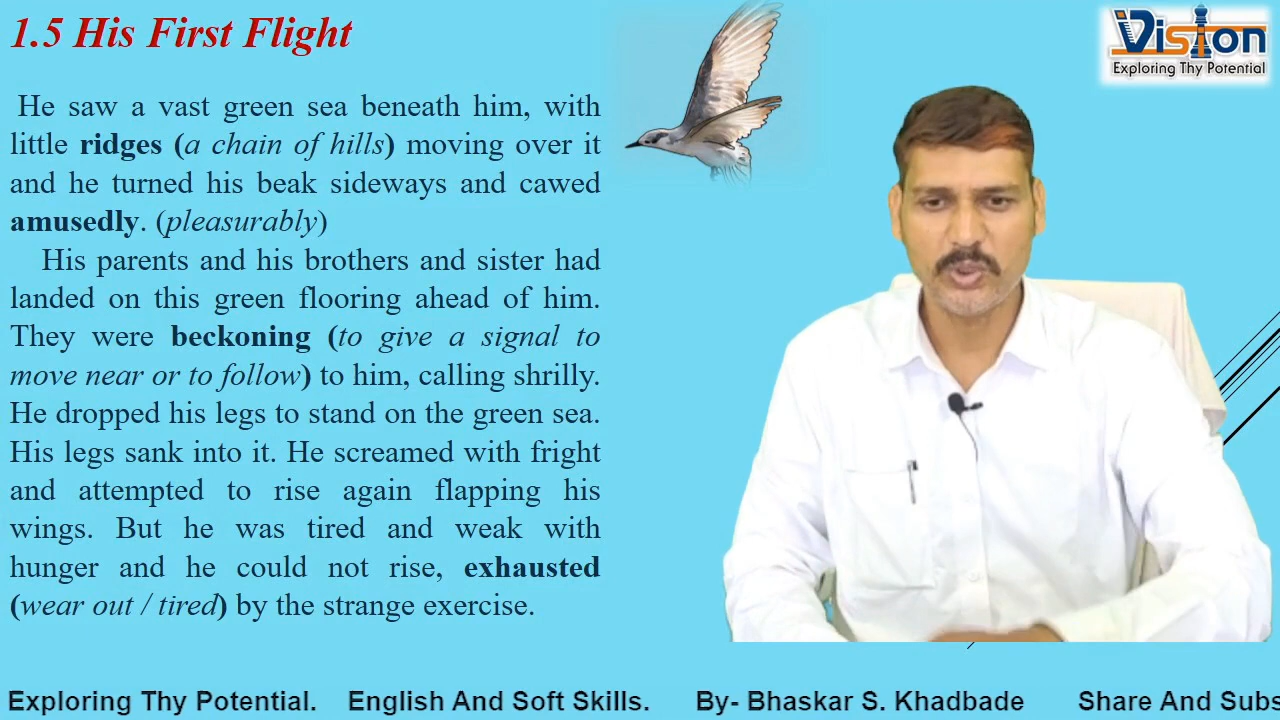 1.5 His First Flight
Vision
Exploring Thy Potential
He saw a vast green sea beneath him, with
little ridges (a chain of hills) moving over it
and he turned his beak sideways and cawed
amusedly. (pleasurably)
His parents and his brothers and sister had
landed on this green flooring ahead of him.
They were beckoning (to give a signal to
move near or to follow) to him, calling shrilly.
He dropped his legs to stand on the green sea.
His legs sank into it. He screamed with fright
and attempted to rise again flapping his
wings. But he was tired and weak with
hunger and he could not rise, exhausted
(wear out / tired) by the strange exercise.
Exploring Thy Potential. English And Soft Skills. By- Bhaskar S. Khadbade Share And Subs